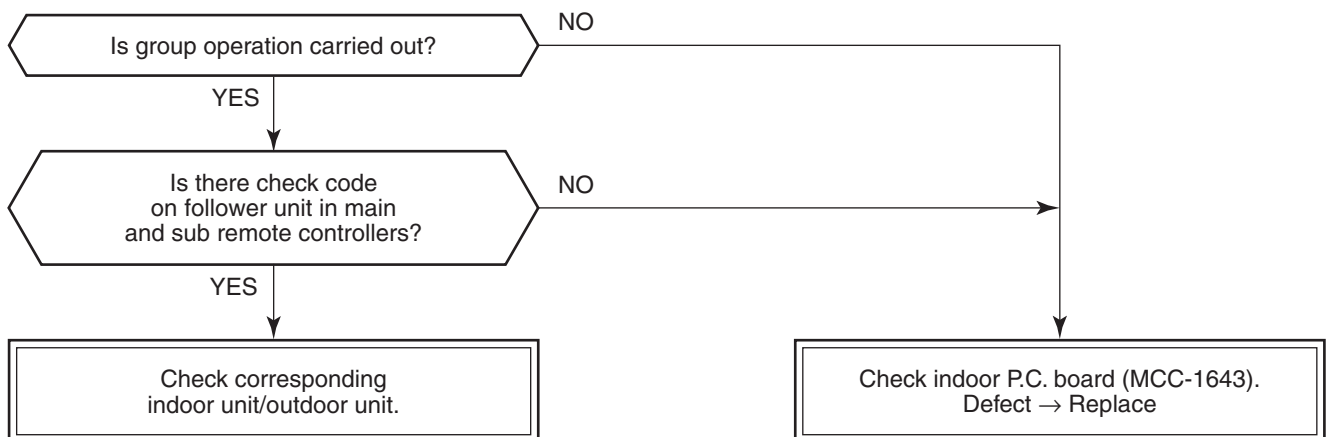 Is group operation carried out?
NO
YES
Is there check code
on follower unit in main
and sub remote controllers?
NO
YES
Check corresponding
indoor unit/outdoor unit.
Check indoor P.C. board (MCC-1643).
Defect → Replace